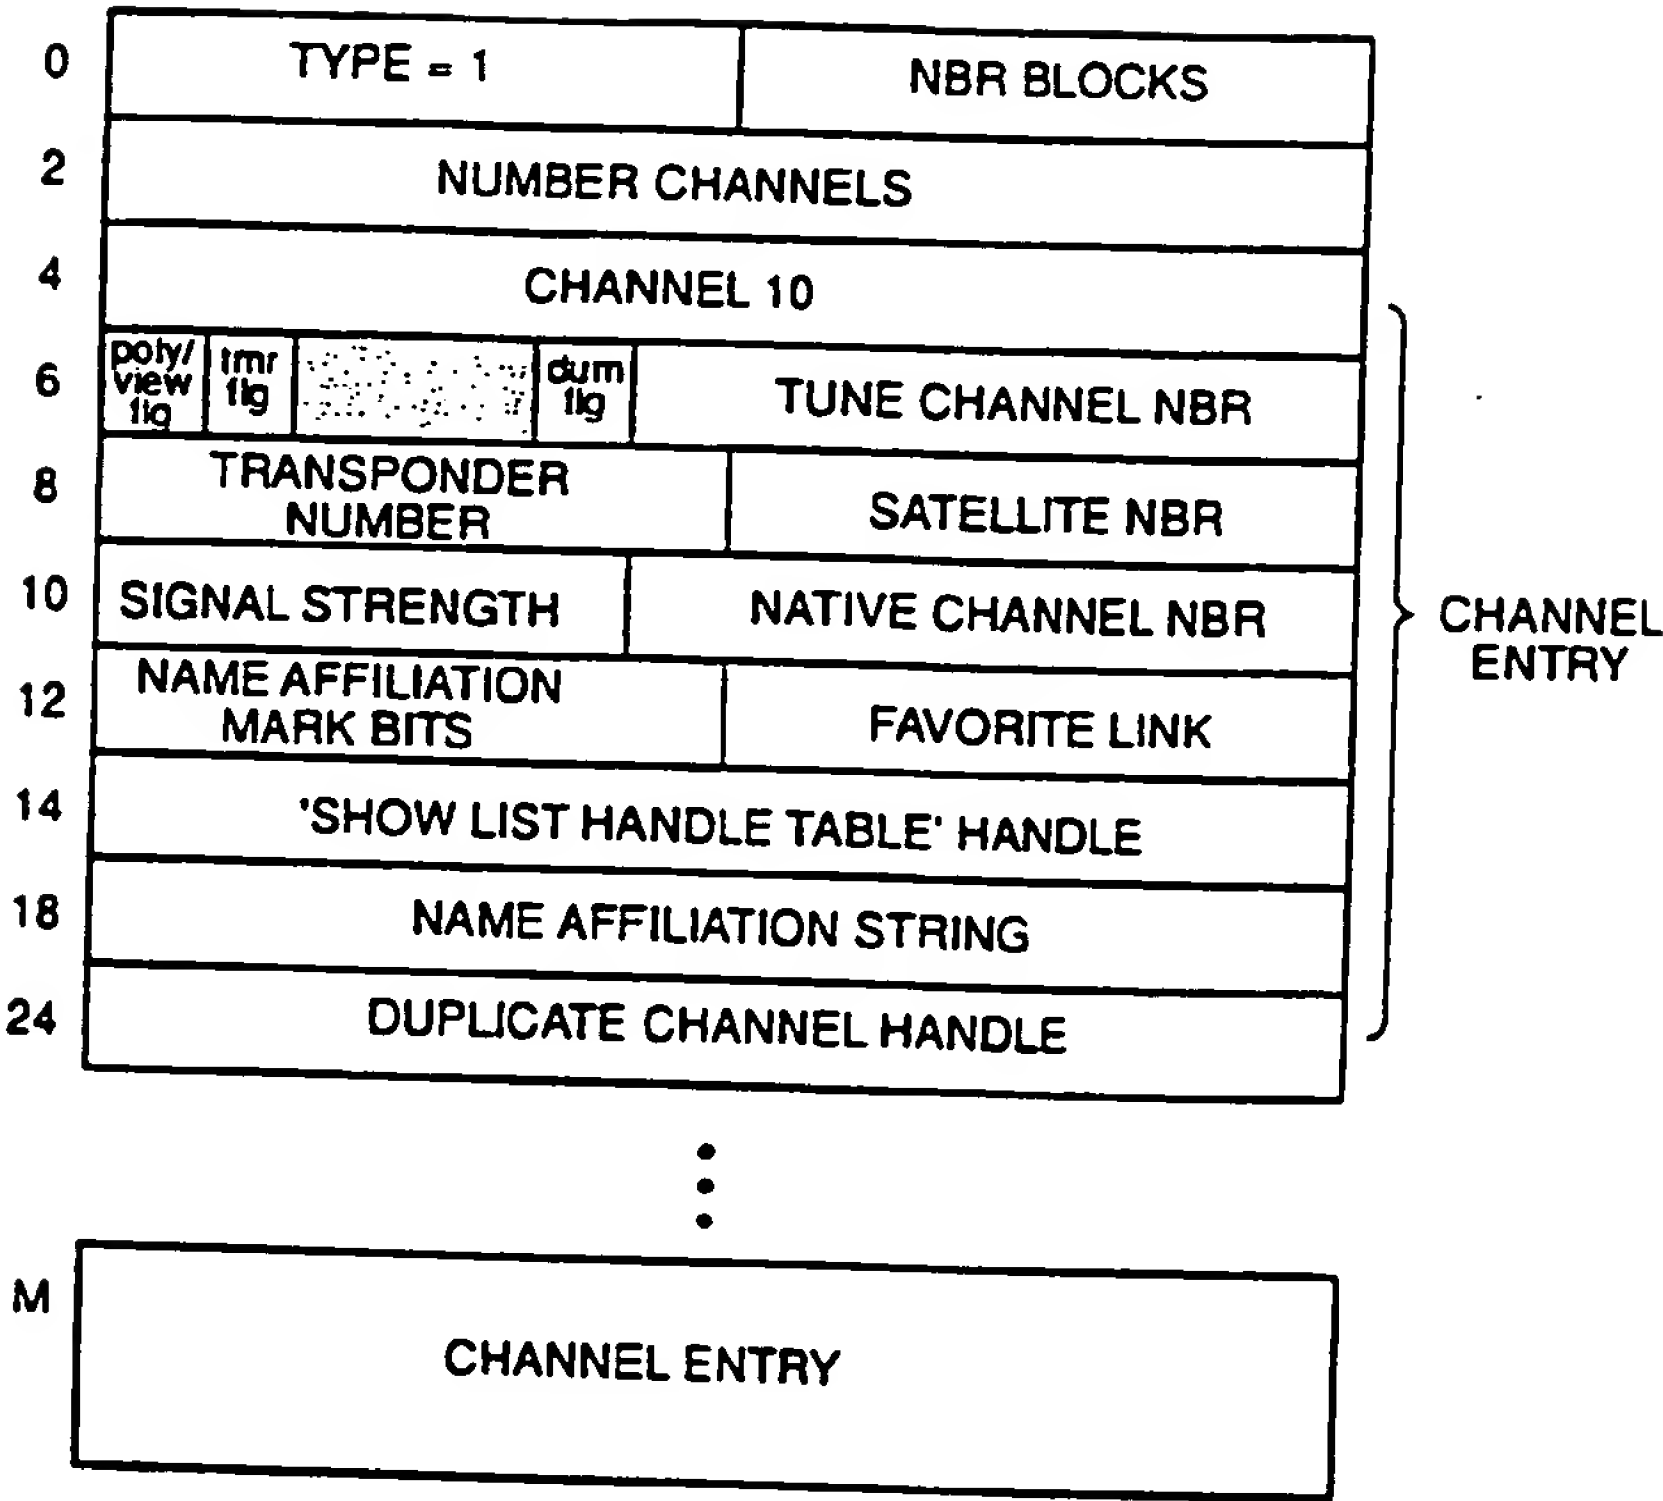 0
TYPE = 1
NBR BLOCKS
2
NUMBER CHANNELS
4
CHANNEL 10
6
poly/
view
flg
tmr
flg
dum
flg
TUNE CHANNEL NBR
8
TRANSPONDER
NUMBER
SATELLITE NBR
10
SIGNAL STRENGTH
NATIVE CHANNEL NBR
12
NAME AFFILIATION
MARK BITS
FAVORITE LINK
14
'SHOW LIST HANDLE TABLE' HANDLE
18
NAME AFFILIATION STRING
24
DUPLICATE CHANNEL HANDLE
CHANNEL
ENTRY
M
CHANNEL ENTRY